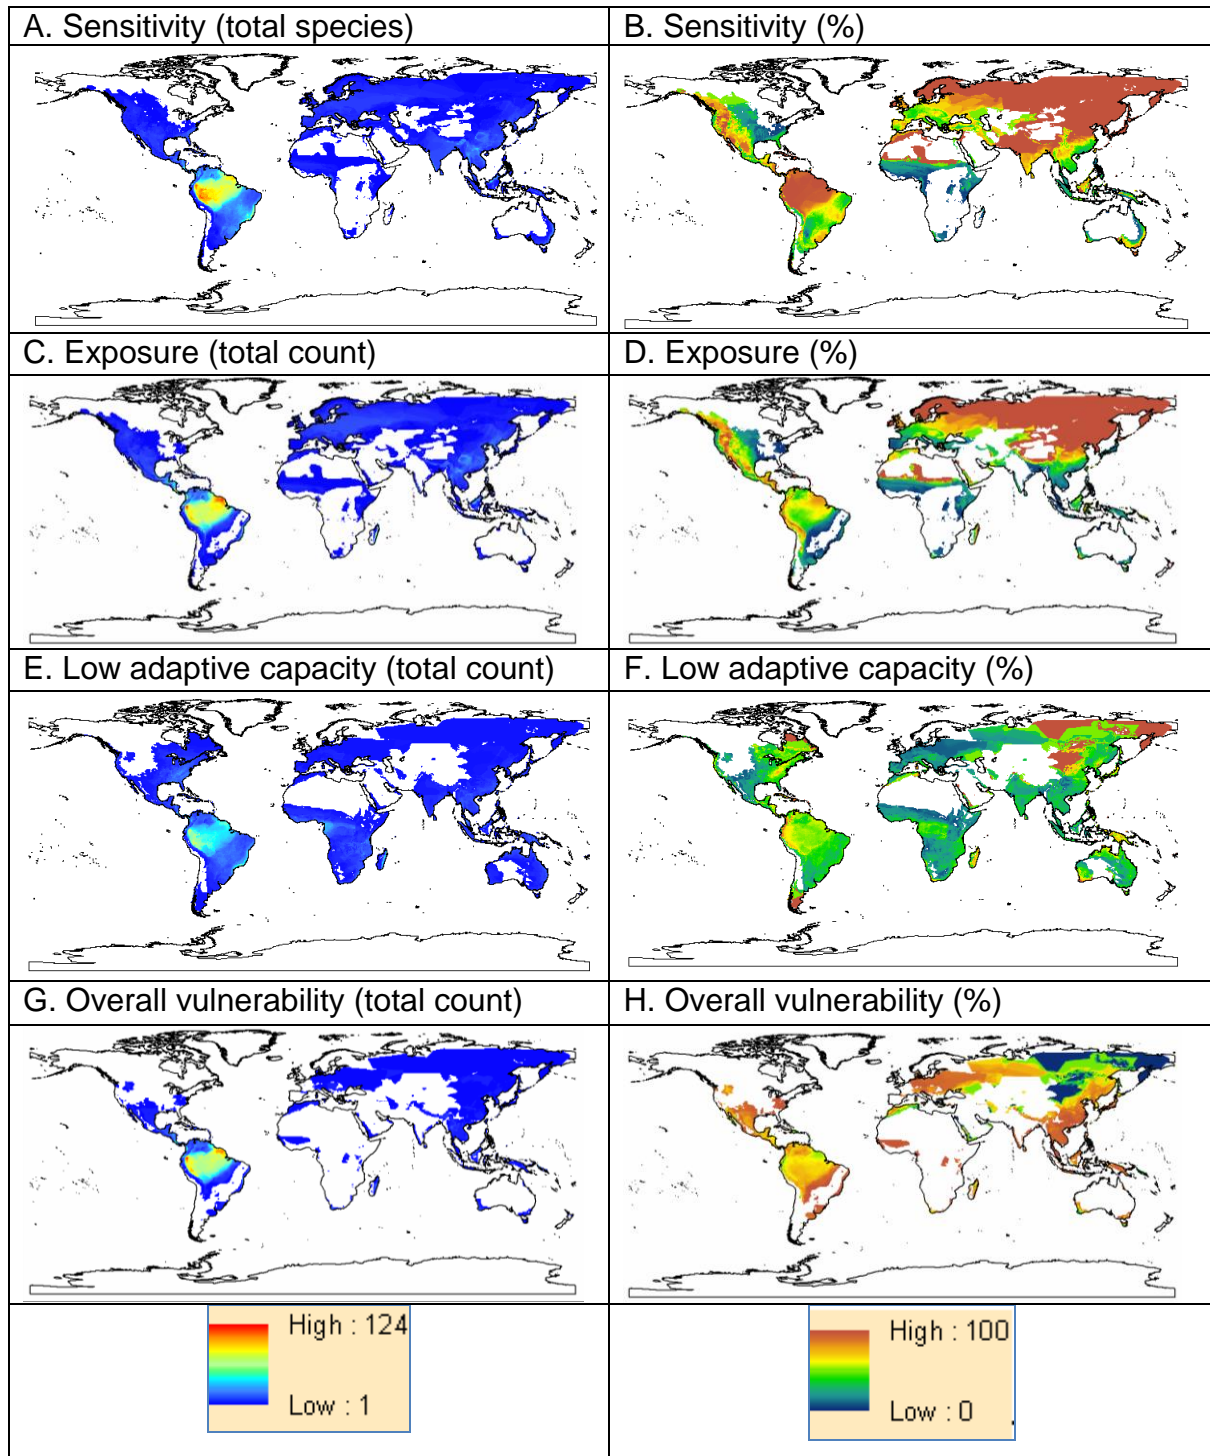 A. Sensitivity (total species)
B. Sensitivity (%)
C. Exposure (total count)
D. Exposure (%)
E. Low adaptive capacity (total count)
F. Low adaptive capacity (%)
G. Overall vulnerability (total count)
H. Overall vulnerability (%)
High : 124
Low : 1
High : 100
Low : 0 .